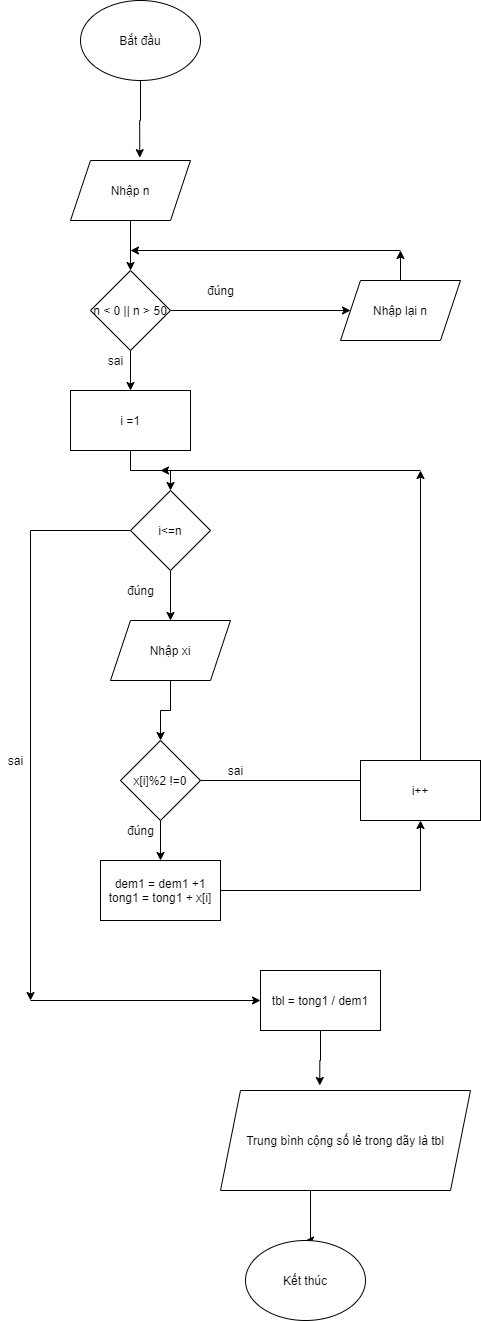 Bắt đầu
Nhập n
n < 0 || n > 50
đúng
Nhập lại n
sai
i =1
i<=n
đúng
Nhập xi
sai
x[i]%2 !=0
sai
i++
đúng
dem1 = dem1 +1
tong1 = tong1 + x[i]
tbl = tong1 / dem1
Trung bình cộng số lẻ trong dãy là tbl
Kết thúc